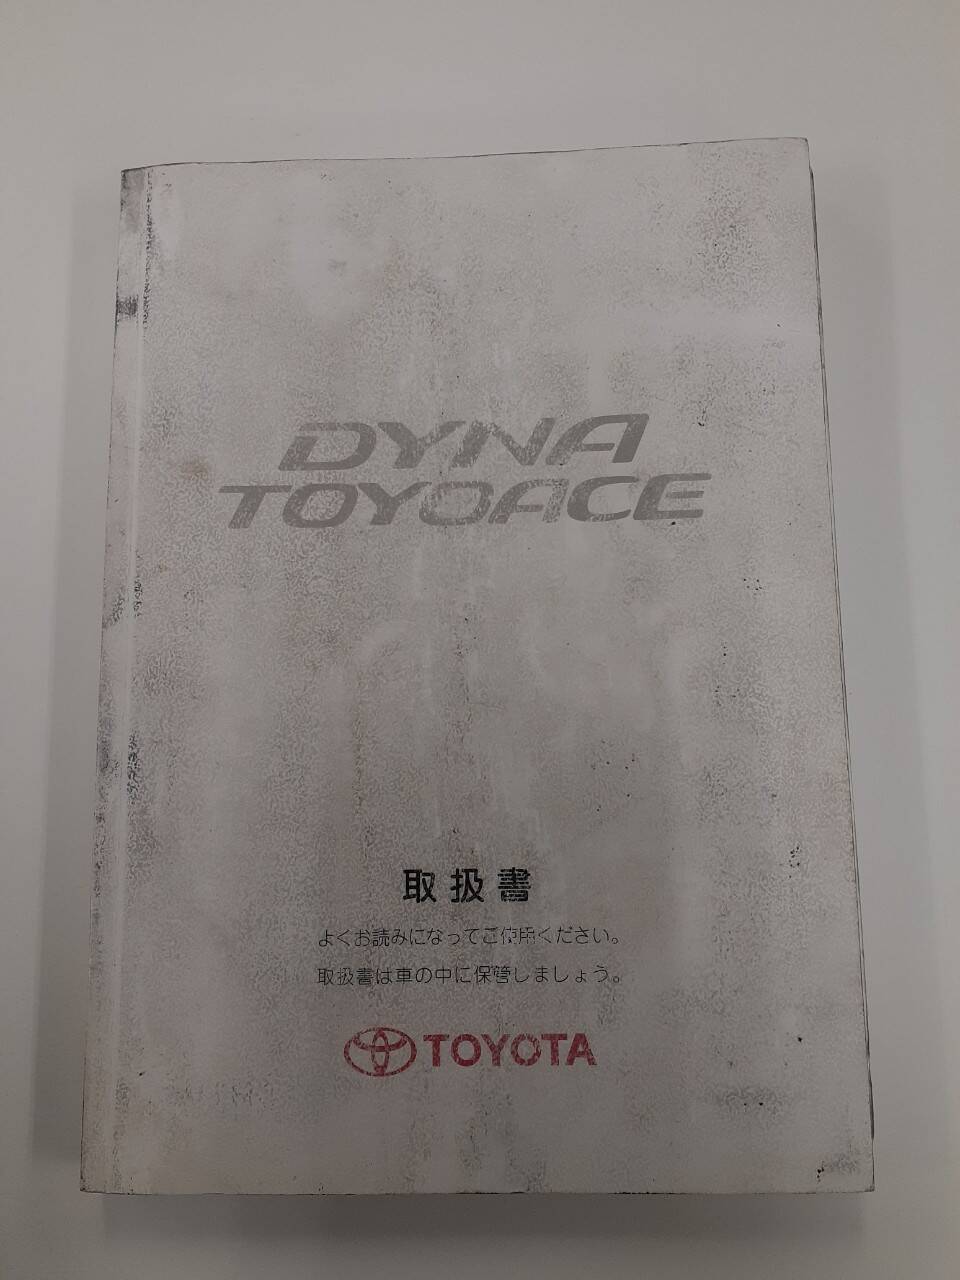 DYNA
TOYOACE
取扱書
よくお読みになってご使用ください。
取扱書は車の中に保管しましょう。
TOYOTA